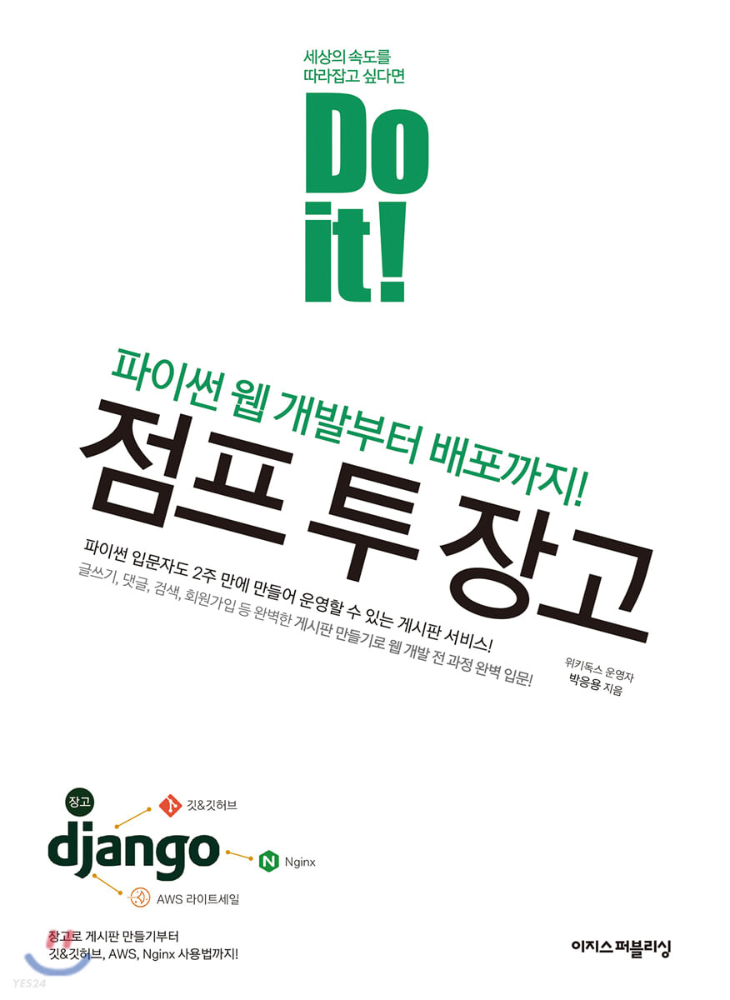 세상의 속도를
따라잡고 싶다면
Do
it!
파이썬 웹 개발부터 배포까지!
점프 투 장고
파이썬 입문자도 2주 만에 만들어 운영할 수 있는 게시판 서비스!
글쓰기, 댓글, 검색, 회원가입 등 완벽한 게시판 만들기로 웹 개발 전 과정 완벽 입문!
위키독스 운영자
박응용 지음
장고
django
깃&깃허브
Nginx
AWS 라이트세일
장고로 게시판 만들기부터
깃&깃허브, AWS, Nginx 사용법까지!
이지스 퍼블리싱
YES24